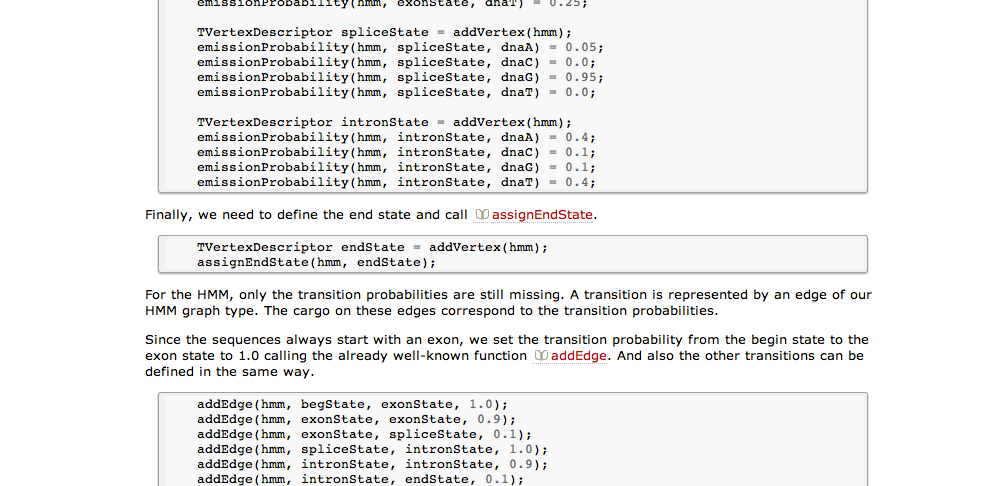 emissionProbability(hmm, exonState, dnaT) = 0.25;
TVertexDescriptor spliceState = addVertex(hmm);
emissionProbability(hmm, spliceState, dnaA) = 0.05;
emissionProbability(hmm, spliceState, dnaC) = 0.0;
emissionProbability(hmm, spliceState, dnaG) = 0.95;
emissionProbability(hmm, spliceState, dnaT) = 0.0;
TVertexDescriptor intronState = addVertex(hmm);
emissionProbability(hmm, intronState, dnaA) = 0.4;
emissionProbability(hmm, intronState, dnaC) = 0.1;
emissionProbability(hmm, intronState, dnaG) = 0.1;
emissionProbability(hmm, intronState, dnaT) = 0.4;
Finally, we need to define the end state and call assignEndState.
TVertexDescriptor endState = addVertex(hmm);
assignEndState(hmm, endState);
For the HMM, only the transition probabilities are still missing. A transition is represented by an edge of our
HMM graph type. The cargo on these edges correspond to the transition probabilities.
Since the sequences always start with an exon, we set the transition probability from the begin state to the
exon state to 1.0 calling the already well-known function addEdge. And also the other transitions can be
defined in the same way.
addEdge(hmm, begState, exonState, 1.0);
addEdge(hmm, exonState, exonState, 0.9);
addEdge(hmm, exonState, spliceState, 0.1);
addEdge(hmm, spliceState, intronState, 1.0);
addEdge(hmm, intronState, intronState, 0.9);
addEdge(hmm, intronState, endState, 0.1);